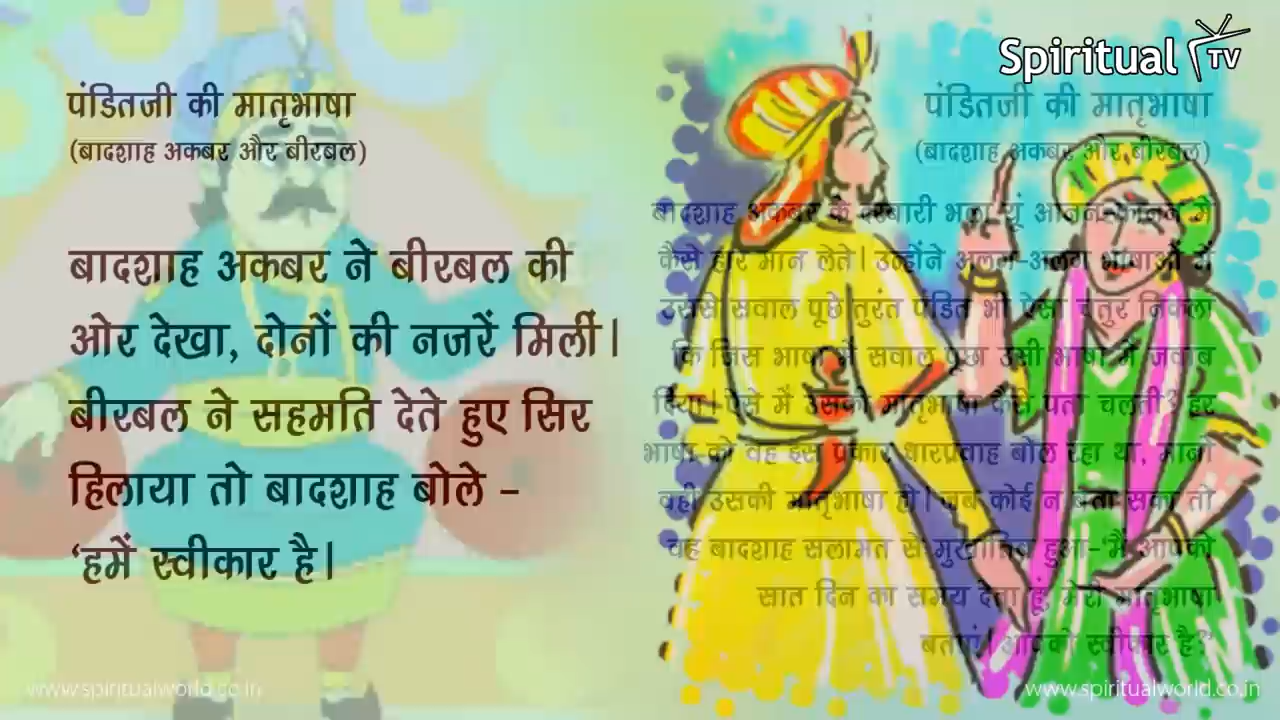 Spiritual TV
पंडितजी की मातृभाषा
(बादशाह अकबर और बीरबल)
बादशाह अकबर ने बीरबल की
ओर देखा, दोनों की नजरें मिलीं।
बीरबल ने सहमति देते हुए सिर
हिलाया तो बादशाह बोले –
‘हमें स्वीकार है।
www.spiritualworld.co.in
पंडितजी की मातृभाषा
(बादशाह अकबर और बीरबल)
बादशाह अकबर के दरबारी भला यूं आनन-फानन में
कैसे हार मान लेते। उन्होंने अलग-अलग भाषाओं में
उससे सवाल पूछे तुरंत पंडित भी ऐसा चतुर निकला
कि जिस भाषा में सवाल पूछा उसी भाषा में जवाब
दिया। ऐसे में उसकी मातृभाषा कैसे पता चलती? हर
भाषा को वह इस प्रकार धारप्रवाह बोल रहा था, मानो
वही उसकी मातृभाषा हो। जब कोई न बता सका तो
वह बादशाह सलामत से मुखातिब हुआ- मैं आपको
सात दिन का समय देता हूं, मेरी मातृभाषा
बताएं। आपको स्वीकार है?’
www.spiritualworld.co.in